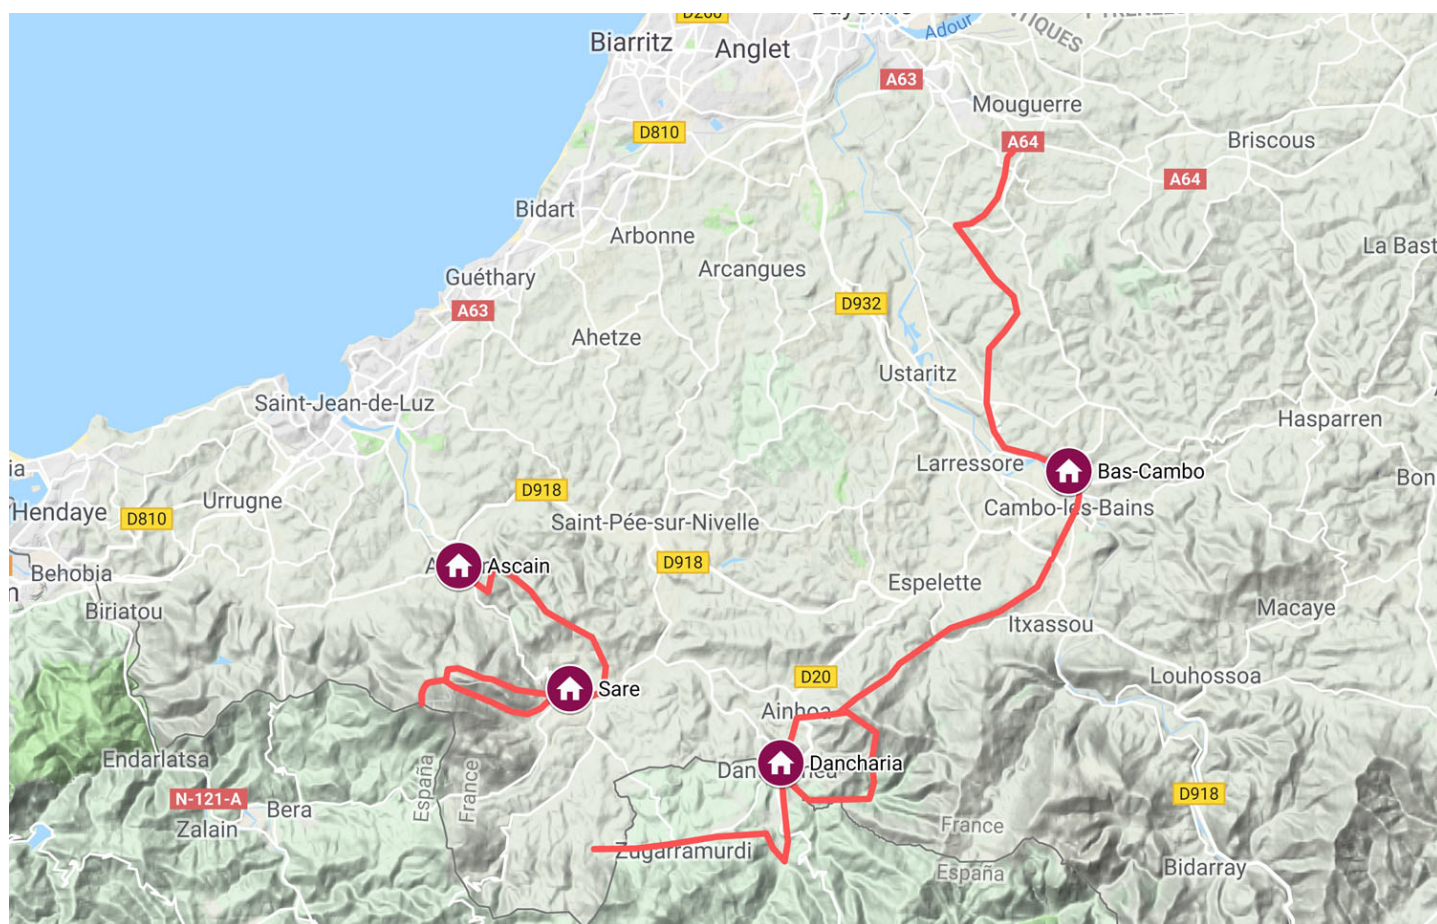 D260
Biarritz
Anglet
Adour
A63
Mouguerre
D810
A64
Briscous
A64
Bidart
Arbonne
La Bast
Guéthary
Arcangues
A63
D932
Ahetze
Ustaritz
Saint-Jean-de-Luz
Hasparren
ia
Larressore
Bas-Cambo
Bon
Urrugne
D918
Cambo-les-Bains
Hendaye
D810
Saint-Pée-sur-Nivelle
D918
Ascain
Behobia
Espelette
n
Biriatou
Macaye
Itxassou
D20
Louhossoa
Sare
Ainhoa
Endarlatsa
Dancharia
España
France
N-121-A
Bera
D918
Zalain
France
Zugarramurdi
España
Bidarray